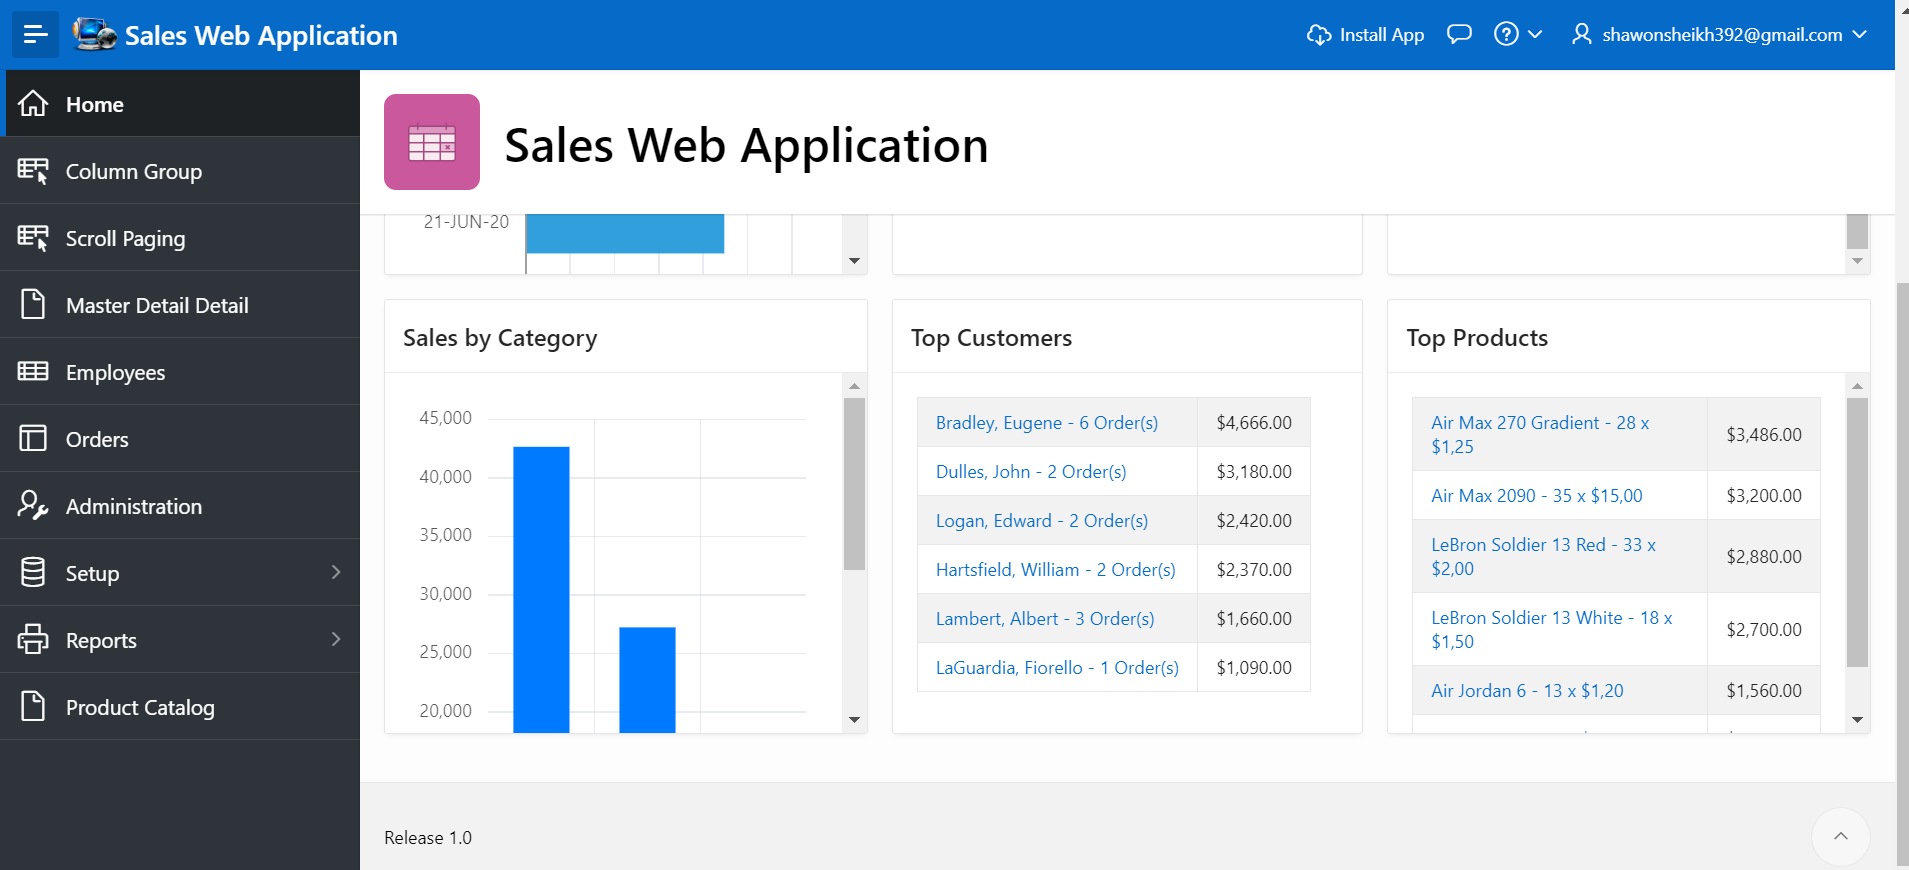 Sales Web Application
Install App
shawonsheikh392@gmail.com
Home
Column Group
Scroll Paging
Master Detail Detail
Employees
Orders
Administration
Setup
Reports
Product Catalog
Sales Web Application
21-JUN-20
Sales by Category
45,000
40,000
35,000
30,000
25,000
20,000
Top Customers
Bradley, Eugene - 6 Order(s) $4,666.00
Dulles, John - 2 Order(s) $3,180.00
Logan, Edward - 2 Order(s) $2,420.00
Hartsfield, William - 2 Order(s) $2,370.00
Lambert, Albert - 3 Order(s) $1,660.00
LaGuardia, Fiorello - 1 Order(s) $1,090.00
Top Products
Air Max 270 Gradient - 28 x
$1,25 $3,486.00
Air Max 2090 - 35 x $15,00 $3,200.00
LeBron Soldier 13 Red - 33 x
$2,00 $2,880.00
LeBron Soldier 13 White - 18 x
$1,50 $2,700.00
Air Jordan 6 - 13 x $1,20 $1,560.00
Release 1.0